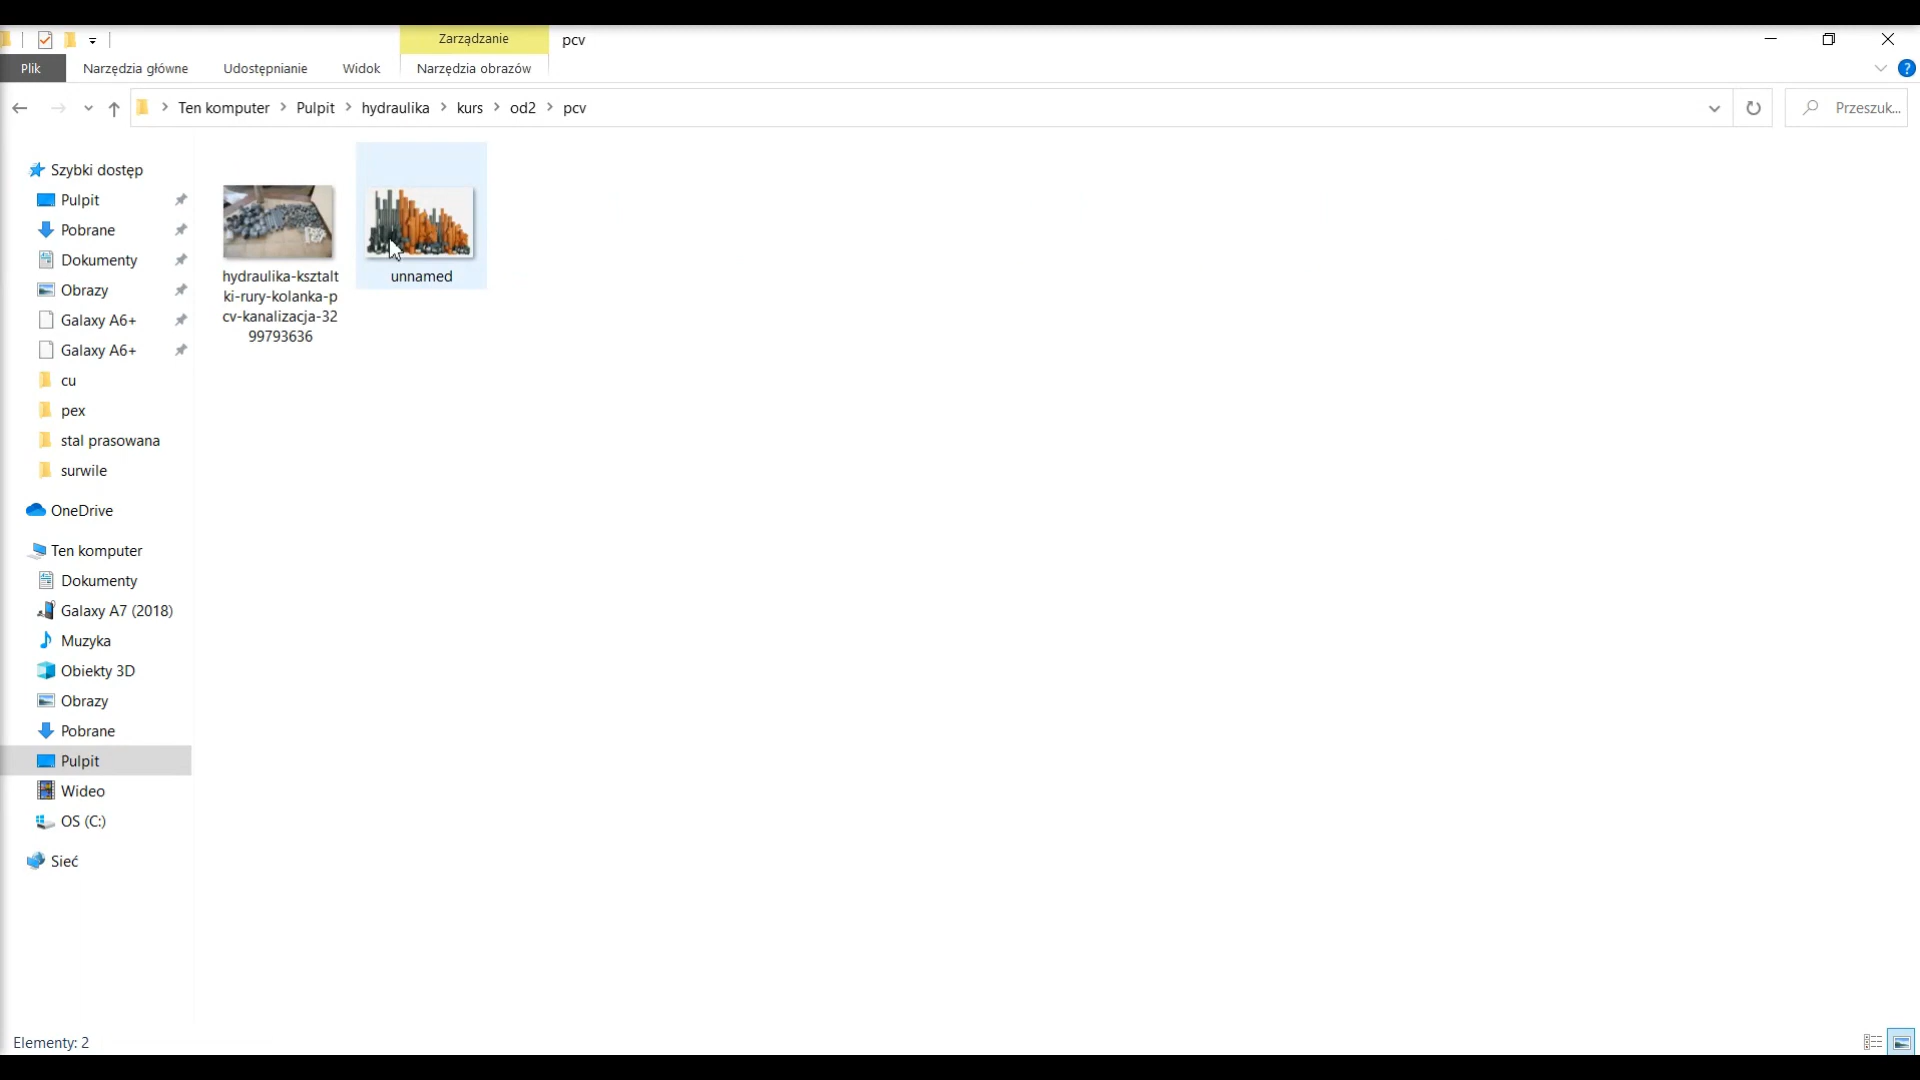 Zarządzanie
pcv
Plik
Narzędzia główne
Udostępnianie
Widok
Narzędzia obrazów
?
Ten komputer
Pulpit
hydraulika
kurs
od2
pcv
Przeszuk...
Szybki dostęp
Pulpit
Pobrane
Dokumenty
Obrazy
Galaxy A6+
Galaxy A6+
cu
pex
stal prasowana
surwile
OneDrive
Ten komputer
Dokumenty
Galaxy A7 (2018)
Muzyka
Obiekty 3D
Obrazy
Pobrane
Pulpit
Wideo
OS (C:)
Sieć
hydraulika-ksztalt
ki-rury-kolanka-p
cv-kanalizacja-32
99793636
unnamed
Elementy: 2